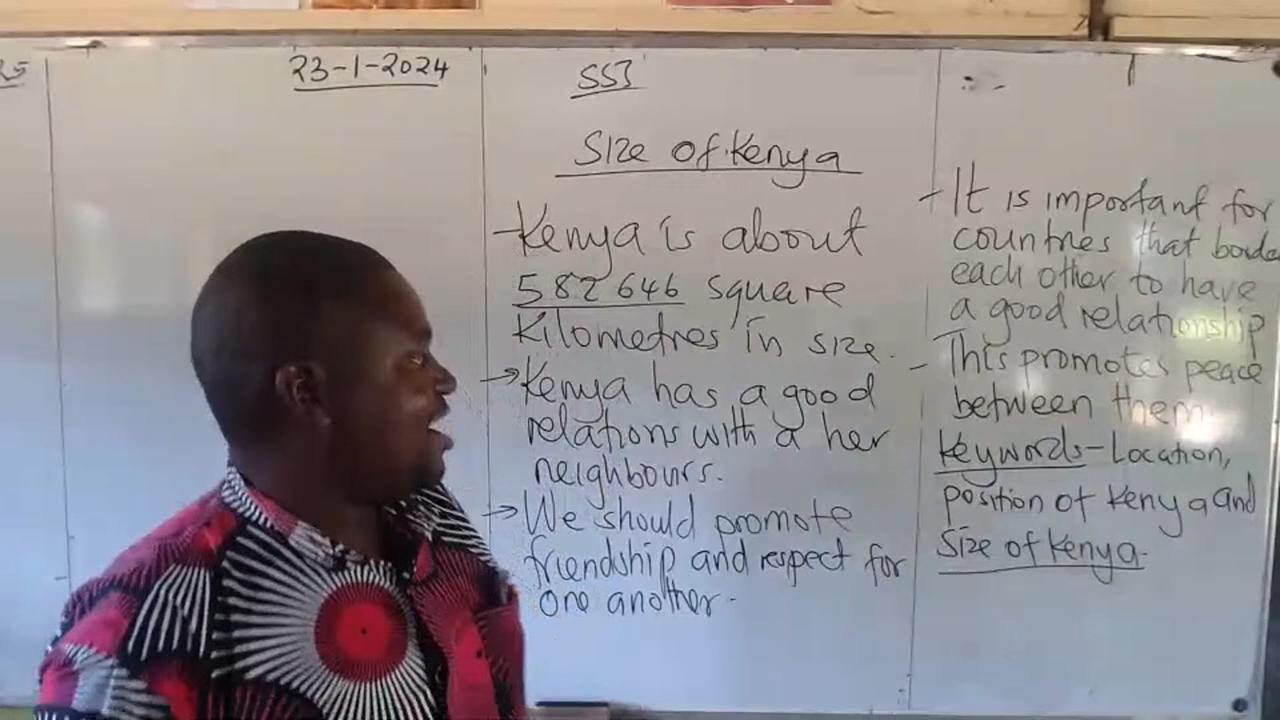 25
23-1-2024
SST
Size of Kenya
- Kenya is about
582 646 square
Kilometres in size.
→ Kenya has a good
relations with a her
neighbours.
→ We should promote
friendship and respect for
one another.
- It is important for
countries that borde
each other to have
a good relationship
- This promotes peace
between them.
Keywords - Location,
position of Kenya and
Size of Kenya.